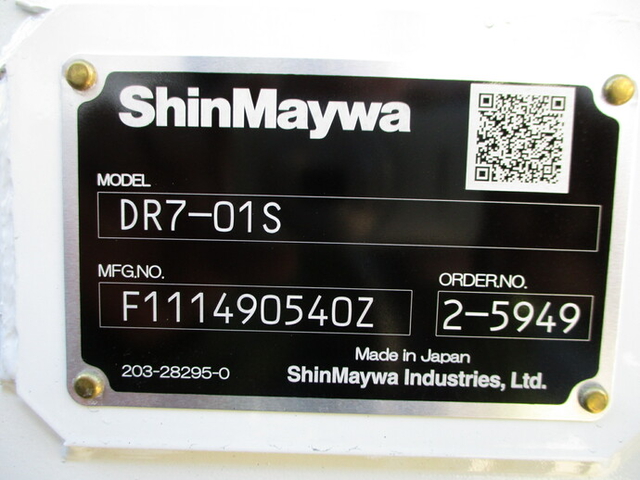 ShinMaywa
MODEL
DR7-01S
MFG.NO.
F111490540Z
ORDER.NO.
2-5949
203-28295-0
Made in Japan
ShinMaywa Industries, Ltd.